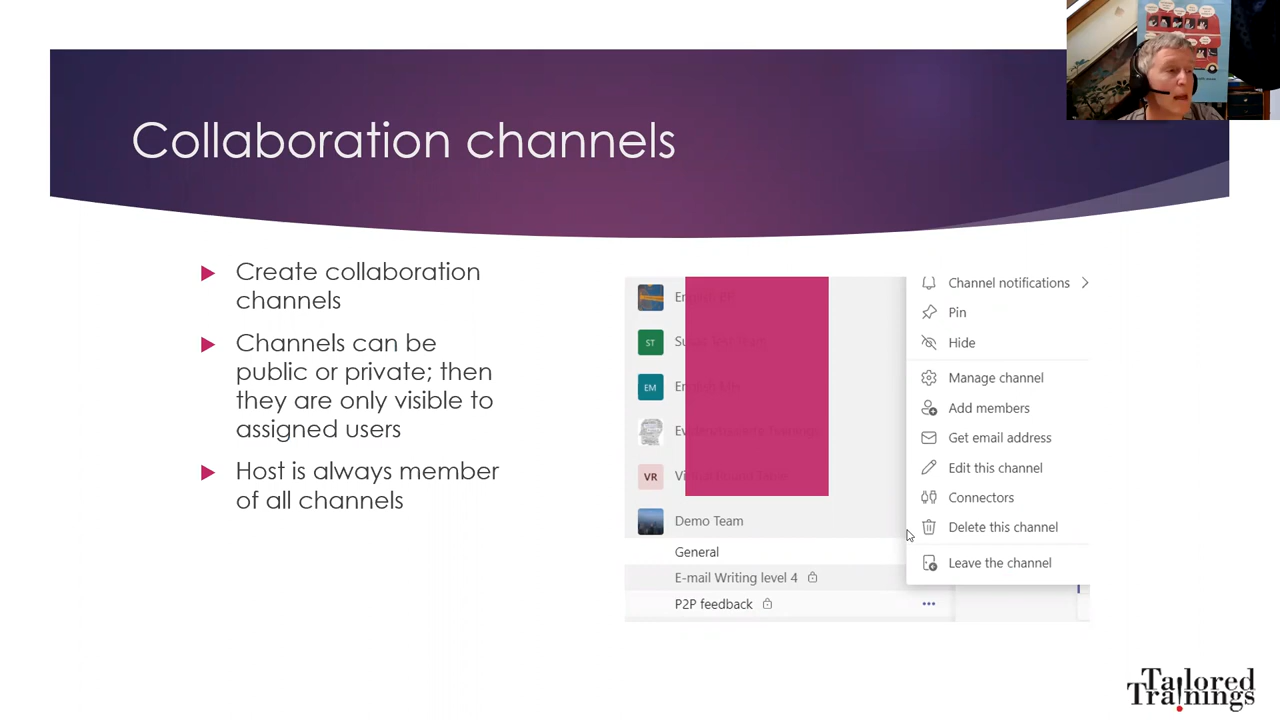 Collaboration channels
Create collaboration
channels
Channels can be
public or private; then
they are only visible to
assigned users
Host is always member
of all channels
ST
EM
VR
Demo Team
General
E-mail Writing level 4
P2P feedback
Channel notifications
Pin
Hide
Manage channel
Add members
Get email address
Edit this channel
Connectors
Delete this channel
Leave the channel
Tailored
Trainings